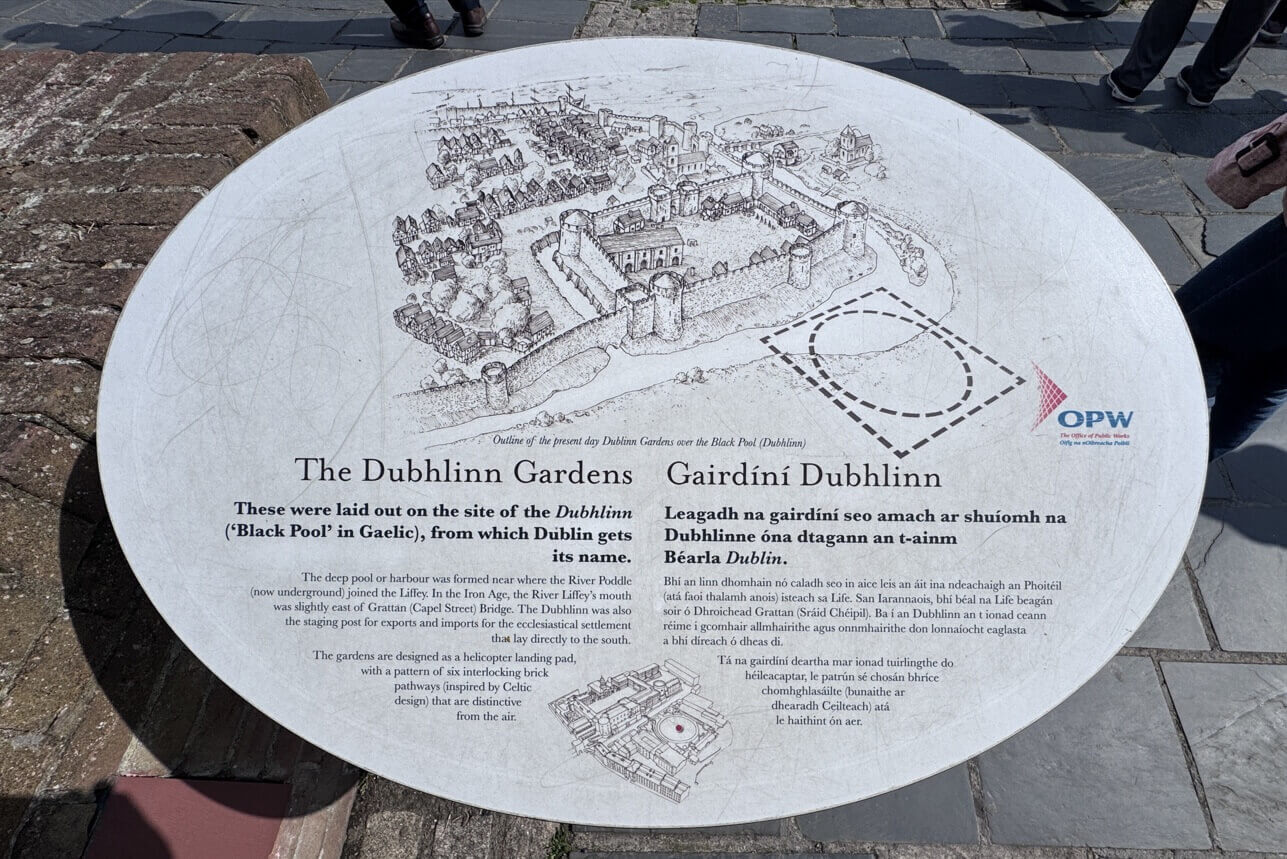 Outline of the present day Dublinn Gardens over the Black Pool (Dubhlinn)
OPW
The Office of Public Works
Oifig na nOibreacha Poiblí
The Dubhlinn Gardens
These were laid out on the site of the Dubhlinn
(‘Black Pool’ in Gaelic), from which Dublin gets
its name.
The deep pool or harbour was formed near where the River Poddle
(now underground) joined the Liffey. In the Iron Age, the River Liffey’s mouth
was slightly east of Grattan (Capel Street) Bridge. The Dubhlinn was also
the staging post for exports and imports for the ecclesiastical settlement
that lay directly to the south.
The gardens are designed as a helicopter landing pad,
with a pattern of six interlocking brick
pathways (inspired by Celtic
design) that are distinctive
from the air.
Gairdíní Dubhlinn
Leagadh na gairdíní seo amach ar shuíomh na
Dubhlinne óna dtagann an t-ainm
Béarla Dublin.
Bhí an linn dhomhain nó caladh seo in aice leis an áit ina ndeachaigh an Phoitéil
(atá faoi thalamh anois) isteach sa Life. San Iarannaois, bhí béal na Life beagán
soir ó Dhroichead Grattan (Sráid Chéipil). Ba í an Dubhlinn an t ionad ceann
réime i gcomhair allmhairithe agus onnmhairithe don lonnaíocht eaglasta
a bhí díreach ó dheas di.
Tá na gairdíní deartha mar ionad tuirlingthe do
héileacaptar, le patrún sé chosán bhríce
chomhghlasáilte (bunaithe ar
dhearadh Ceilteach) atá
le haithint ón aer.